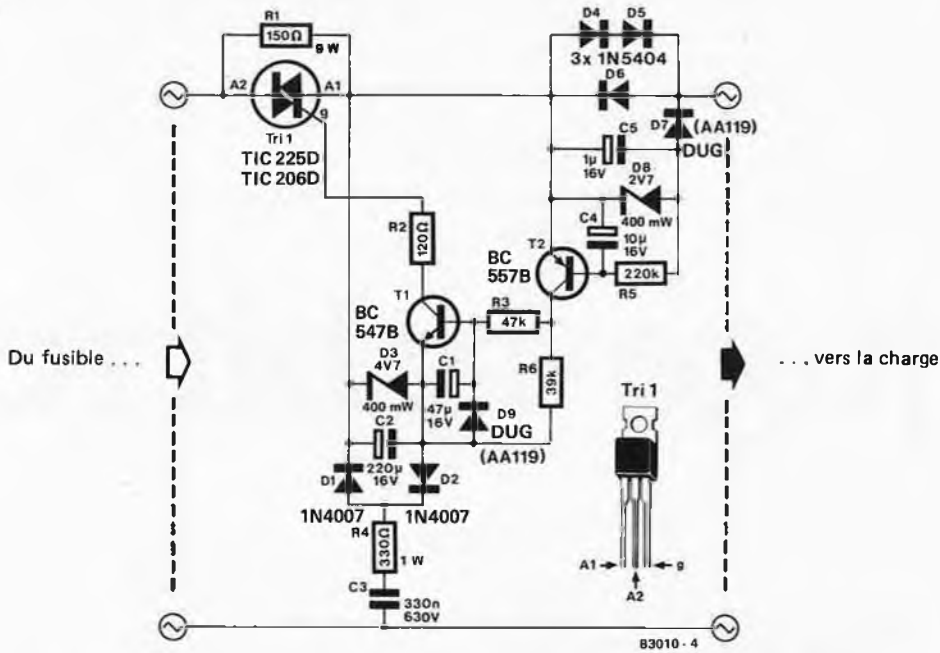 R1
150Ω
9 W
A2
A1
g
Tri 1
TIC 225D
TIC 206D
D4
D5
3x 1N5404
D6
D7
(AA119)
DUG
C5
1µ
16V
D8
2V7
400 mW
C4
10µ
16V
T2
BC
557B
220k
R5
R2
120Ω
T1
BC
547B
R3
47k
R6
39k
D3
4V7
400 mW
C1
47µ
16V
D9
DUG
(AA119)
C2
220µ
16V
D1
D2
1N4007
1N4007
R4
330Ω
1 W
C3
330n
630V
Du fusible ...
... vers la charge
Tri 1
A1
g
A2
83010 - 4